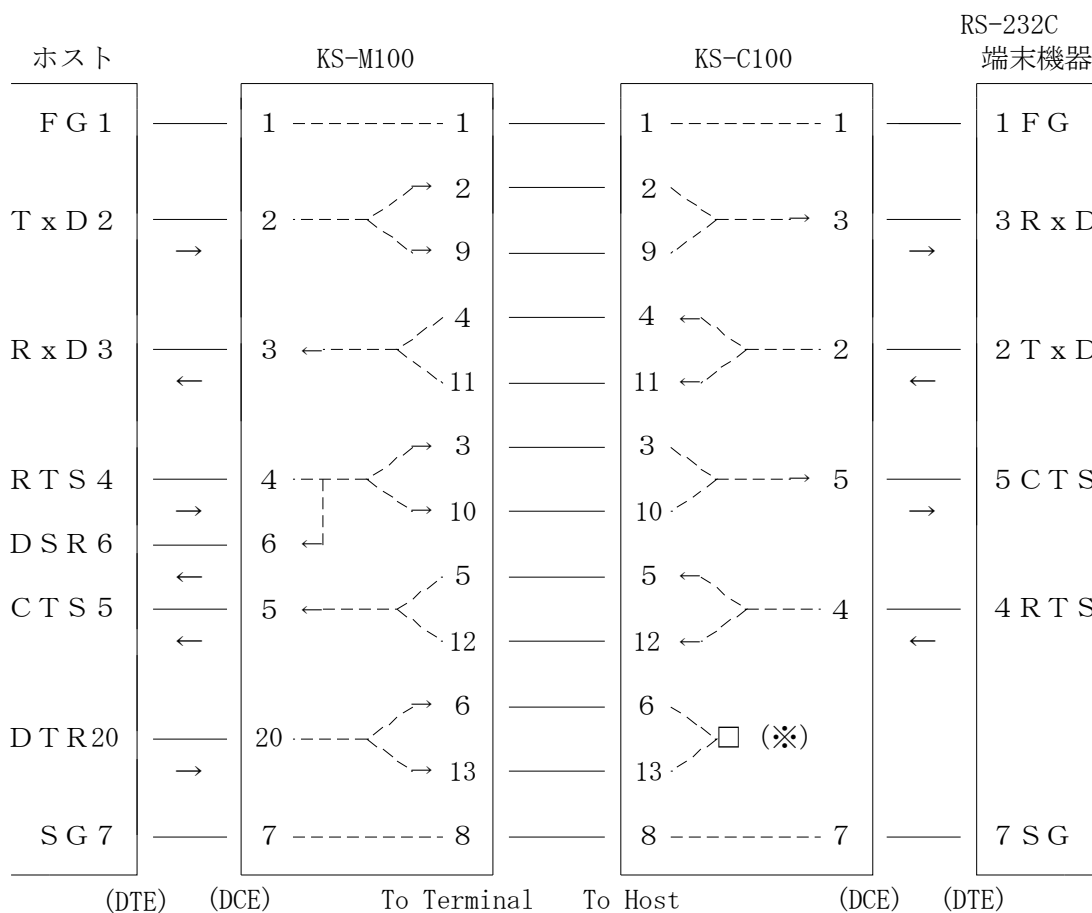 RS-232C
ホスト KS-M100 KS-C100 端末機器
ＦＧ１ １ １ １ １ １ＦＧ
２ ２
ＴｘＤ２ ２ → ３ ３ＲｘＤ
→ ９ ９ →
４ ４
ＲｘＤ３ ３ ２ ２ＴｘＤ
← 11 11 ←
３ ３
ＲＴＳ４ ４ ５ ５ＣＴＳ
→ 10 10 →
ＤＳＲ６ ６
← ５ ５
ＣＴＳ５ ５ ４ ４ＲＴＳ
← 12 12 ←
６ ６
ＤＴＲ20 20 □ (※)
→ 13 13
ＳＧ７ ７ ８ ８ ７ ７ＳＧ
(DTE) (DCE) To Terminal To Host (DCE) (DTE)